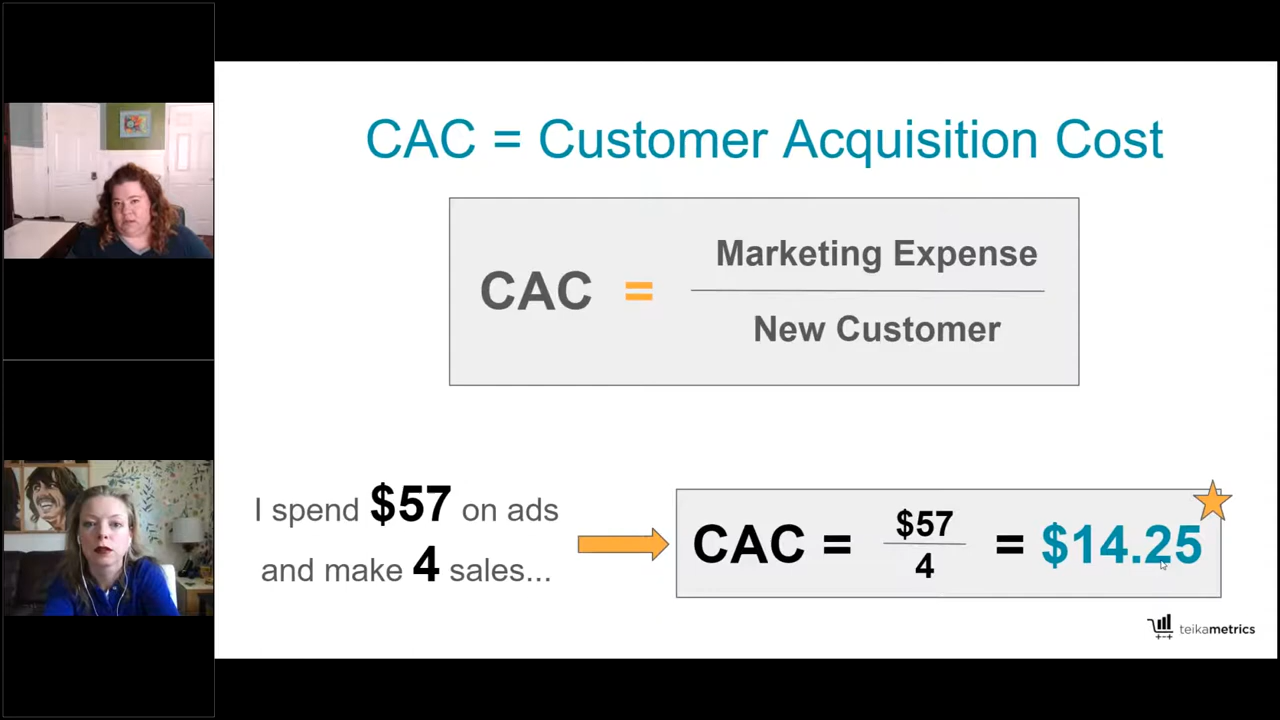 CAC = Customer Acquisition Cost
CAC = Marketing Expense
New Customer
I spend $57 on ads
and make 4 sales...
CAC = $57 = $14.25
4
teikametrics